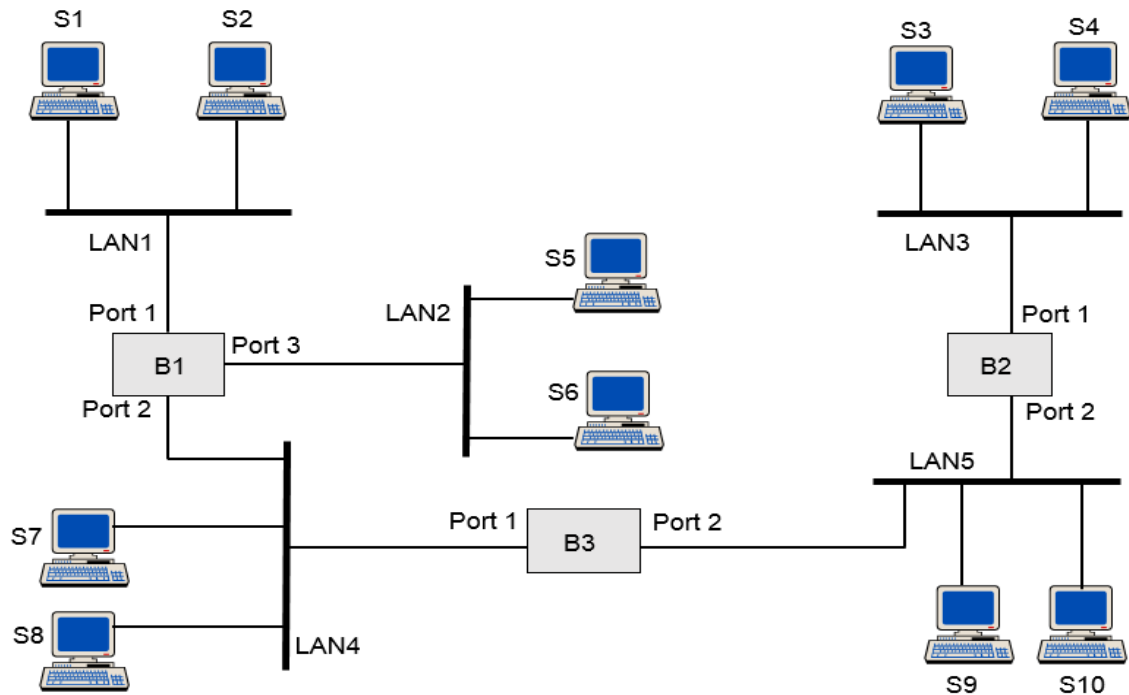 S1
S2
S3
S4
LAN1
LAN3
S5
Port 1
LAN2
Port 1
Port 3
B1
B2
S6
Port 2
Port 2
LAN5
S7
Port 1
Port 2
B3
S8
LAN4
S9
S10